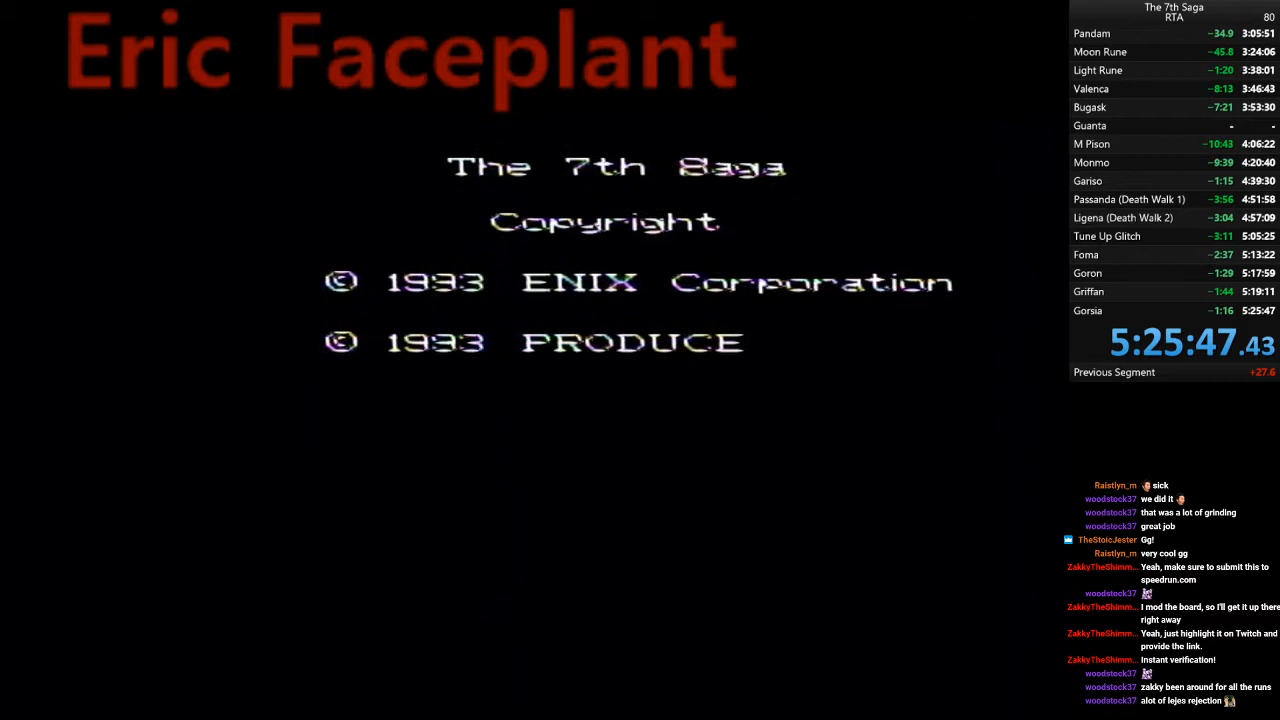 Eric Faceplant
The 7th Saga
Copyright
© 1993 ENIX Corporation
© 1993 PRODUCE
The 7th Saga
RTA 80
Pandam -34.9 3:05:51
Moon Rune -45.8 3:24:06
Light Rune -1:20 3:38:01
Valenca -8:13 3:46:43
Bugask -7:21 3:53:30
Guanta - -
M Pison -10:43 4:06:22
Monmo -9:39 4:20:40
Gariso -1:15 4:39:30
Passanda (Death Walk 1) -3:56 4:51:58
Ligena (Death Walk 2) -3:04 4:57:09
Tune Up Glitch -3:11 5:05:25
Foma -2:37 5:13:22
Goron -1:29 5:17:59
Griffan -1:44 5:19:11
Gorsia -1:16 5:25:47
5:25:47.43
Previous Segment +27.6
Raistlyn_m sick
woodstock37 we did it
woodstock37 that was a lot of grinding
woodstock37 great job
TheStoicJester Gg!
Raistlyn_m very cool gg
ZakkyTheShimm... Yeah, make sure to submit this to
speedrun.com
woodstock37
ZakkyTheShimm... I mod the board, so I'll get it up there
right away
ZakkyTheShimm... Yeah, just highlight it on Twitch and
provide the link.
ZakkyTheShimm... Instant verification!
woodstock37
woodstock37 zakky been around for all the runs
woodstock37 alot of lejes rejection